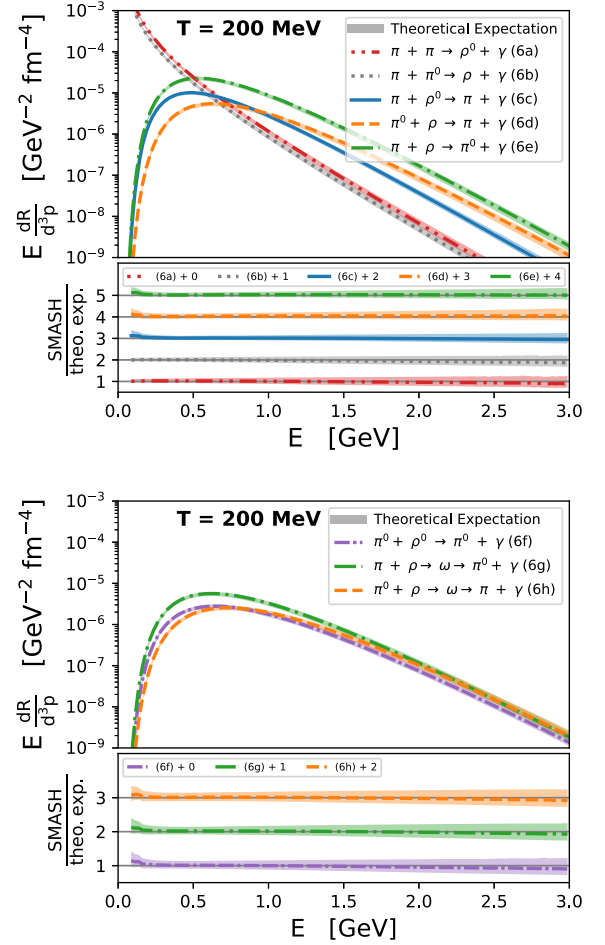 T = 200 MeV
Theoretical Expectation
π + π → ρ⁰ + γ (6a)
π + π⁰ → ρ + γ (6b)
π + ρ⁰ → π + γ (6c)
π⁰ + ρ → π + γ (6d)
π + ρ → π⁰ + γ (6e)
10⁻³
10⁻⁴
10⁻⁵
10⁻⁶
10⁻⁷
10⁻⁸
10⁻⁹
E dR/d³p [GeV⁻² fm⁻⁴]
(6a) + 0 (6b) + 1 (6c) + 2 (6d) + 3 (6e) + 4
5
4
3
2
1
SMASH
theo. exp.
0.0 0.5 1.0 1.5 2.0 2.5 3.0
E [GeV]
T = 200 MeV
Theoretical Expectation
π⁰ + ρ⁰ → π⁰ + γ (6f)
π + ρ → ω → π⁰ + γ (6g)
π⁰ + ρ → ω → π + γ (6h)
10⁻³
10⁻⁴
10⁻⁵
10⁻⁶
10⁻⁷
10⁻⁸
10⁻⁹
E dR/d³p [GeV⁻² fm⁻⁴]
(6f) + 0 (6g) + 1 (6h) + 2
3
2
1
SMASH
theo. exp.
0.0 0.5 1.0 1.5 2.0 2.5 3.0
E [GeV]